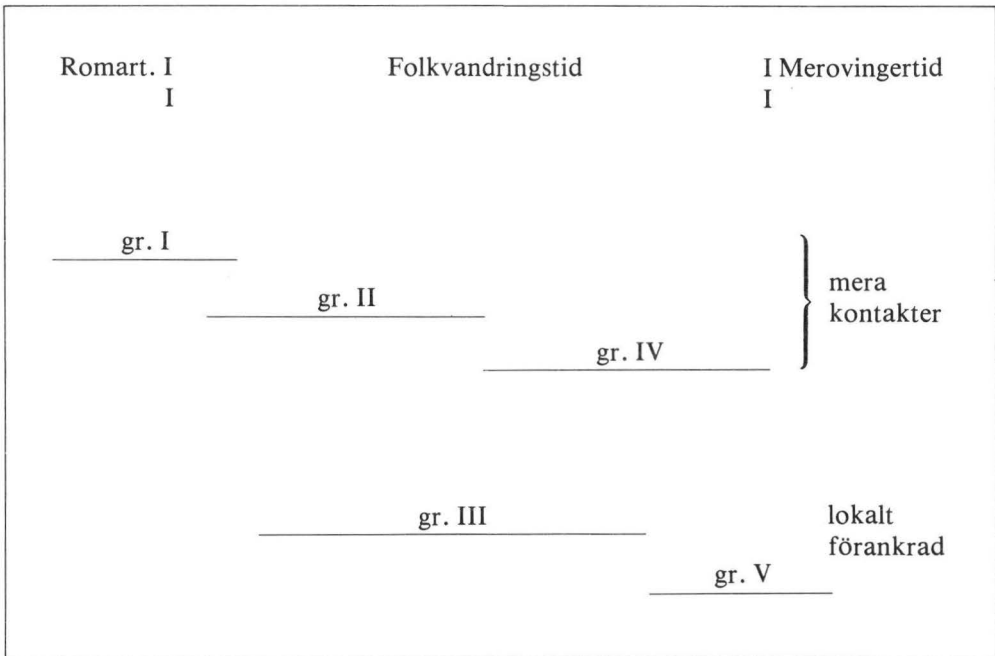 Romart. I Folkvandringstid I Merovingertid
I I
gr. I
gr. II
mera
kontakter
gr. IV
gr. III
lokalt
förankrad
gr. V